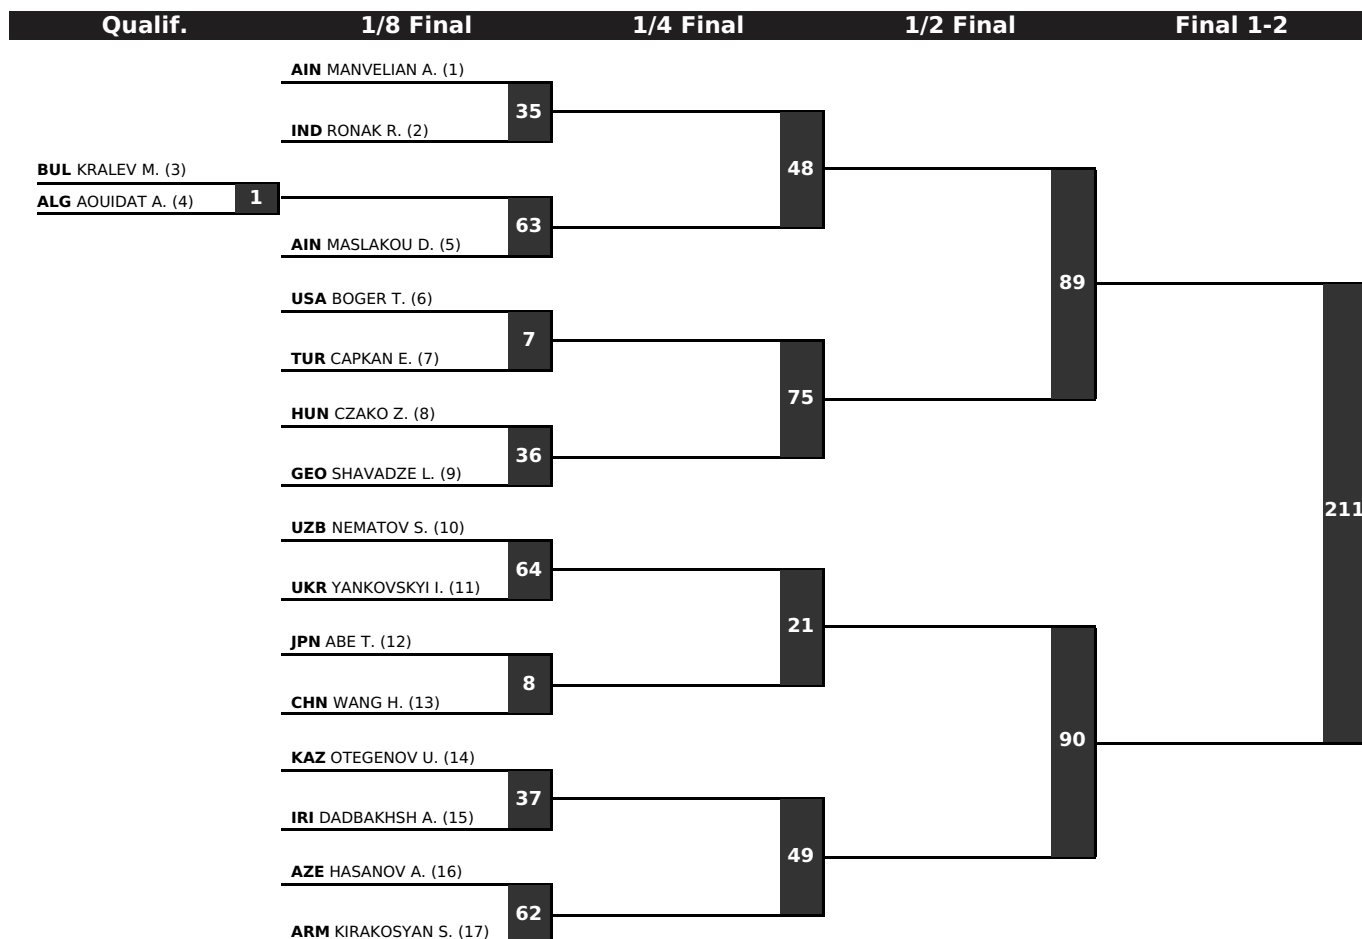 Qualif. 1/8 Final 1/4 Final 1/2 Final Final 1-2
AIN MANVELIAN A. (1)
35
IND RONAK R. (2)
BUL KRALEV M. (3)
48
ALG AOUIDAT A. (4) 1
63
AIN MASLAKOU D. (5)
89
USA BOGER T. (6)
7
TUR CAPKAN E. (7)
75
HUN CZAKO Z. (8)
36
GEO SHAVADZE L. (9)
211
UZB NEMATOV S. (10)
64
UKR YANKOVSKYI I. (11)
21
JPN ABE T. (12)
8
CHN WANG H. (13)
90
KAZ OTEGENOV U. (14)
37
IRI DADBAKHSH A. (15)
49
AZE HASANOV A. (16)
62
ARM KIRAKOSYAN S. (17)